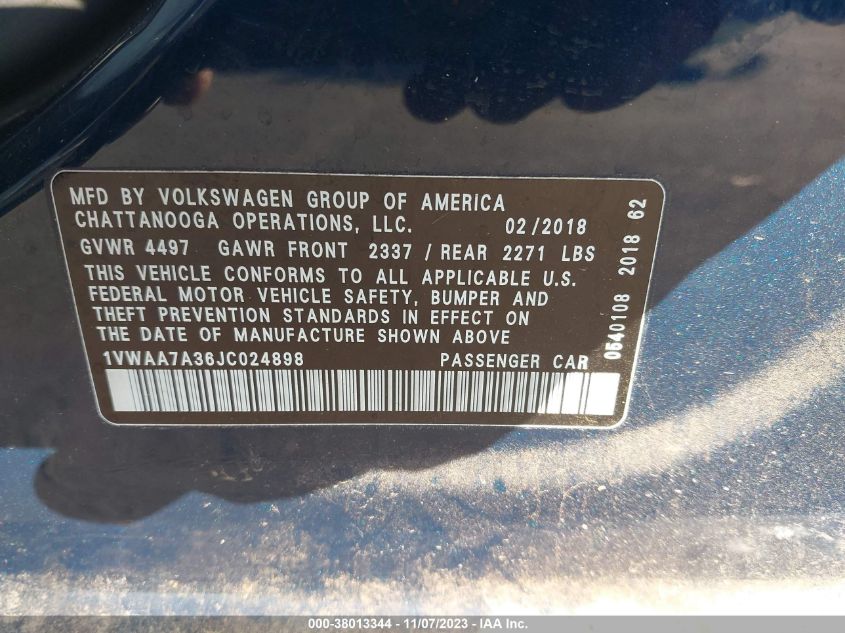 MFD BY VOLKSWAGEN GROUP OF AMERICA
CHATTANOOGA OPERATIONS, LLC. 02/2018
GVWR 4497 GAWR FRONT 2337 / REAR 2271 LBS
THIS VEHICLE CONFORMS TO ALL APPLICABLE U.S.
FEDERAL MOTOR VEHICLE SAFETY, BUMPER AND
THEFT PREVENTION STANDARDS IN EFFECT ON
THE DATE OF MANUFACTURE SHOWN ABOVE
1VWAA7A36JC024898 PASSENGER CAR
0540108 2018 62
000-38013344 - 11/07/2023 - IAA Inc.